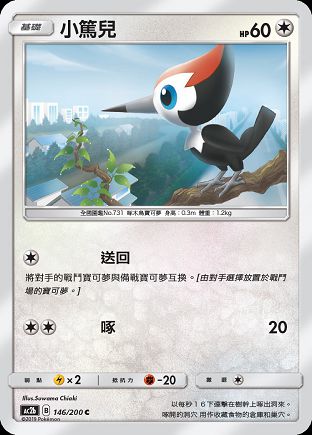 基礎 小篤兒 HP60
全國圖鑑No.731 啄木鳥寶可夢 身高：0.3m 體重：1.2kg
送回
將對手的戰鬥寶可夢與備戰寶可夢互換。[由對手選擇放置於戰鬥
場的寶可夢。]
啄 20
弱點 ×2 抵抗力 -20 撤退
Illus.Suwama Chiaki
AC2b B 146/200 C
©2019 Pokémon
以每秒１６下連擊在樹幹上啄出洞來。
啄開的洞穴 用作收藏食物的倉庫和巢穴。